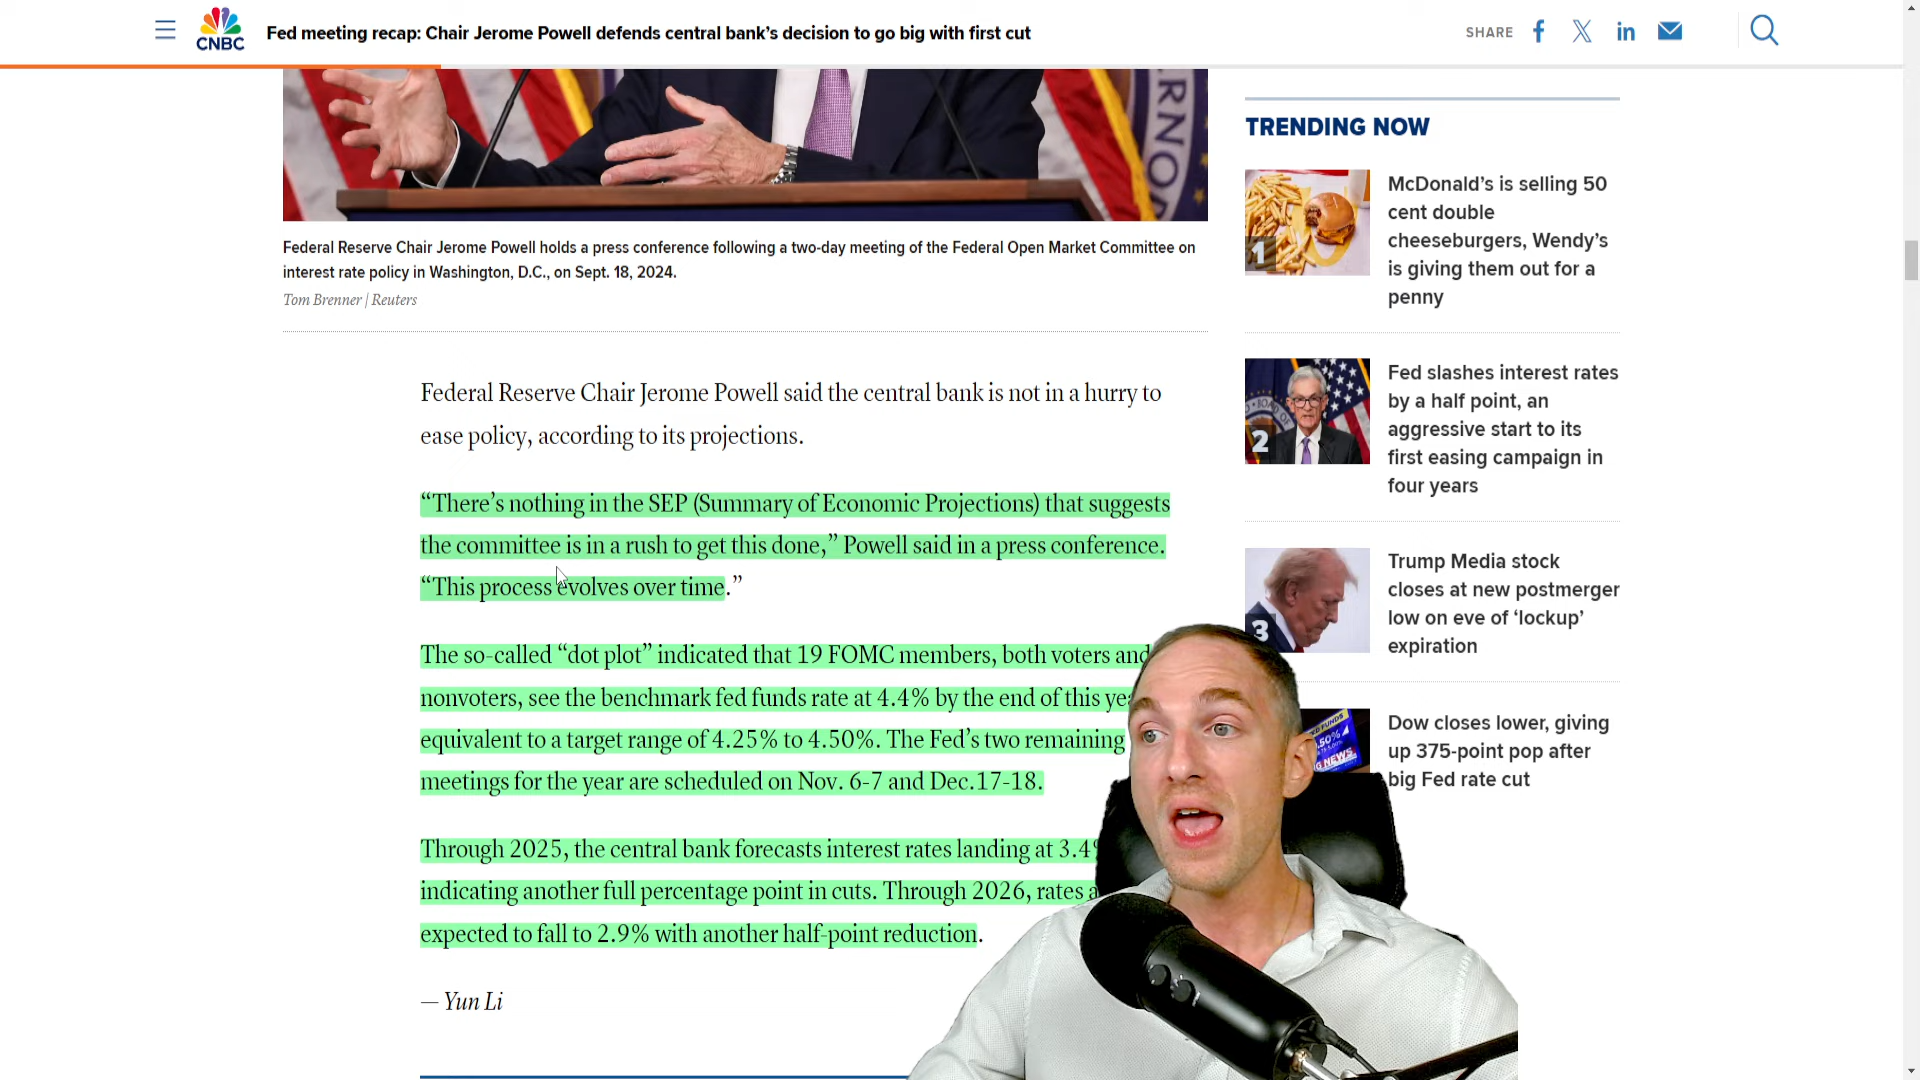 CNBC
Fed meeting recap: Chair Jerome Powell defends central bank’s decision to go big with first cut
SHARE
ERNO
Federal Reserve Chair Jerome Powell holds a press conference following a two-day meeting of the Federal Open Market Committee on
interest rate policy in Washington, D.C., on Sept. 18, 2024.
Tom Brenner | Reuters
Federal Reserve Chair Jerome Powell said the central bank is not in a hurry to
ease policy, according to its projections.
“There’s nothing in the SEP (Summary of Economic Projections) that suggests
the committee is in a rush to get this done,” Powell said in a press conference.
“This process evolves over time.”
The so-called “dot plot” indicated that 19 FOMC members, both voters and
nonvoters, see the benchmark fed funds rate at 4.4% by the end of this
equivalent to a target range of 4.25% to 4.50%. The Fed’s two remaining
meetings for the year are scheduled on Nov. 6-7 and Dec.17-18.
Through 2025, the central bank forecasts interest rates landing at 3.4
indicating another full percentage point in cuts. Through 2026, rates
expected to fall to 2.9% with another half-point reduction.
— Yun Li
TRENDING NOW
1
McDonald’s is selling 50
cent double
cheeseburgers, Wendy’s
is giving them out for a
penny
2
Fed slashes interest rates
by a half point, an
aggressive start to its
first easing campaign in
four years
3
Trump Media stock
closes at new postmerger
low on eve of ‘lockup’
expiration
Dow closes lower, giving
up 375-point pop after
big Fed rate cut